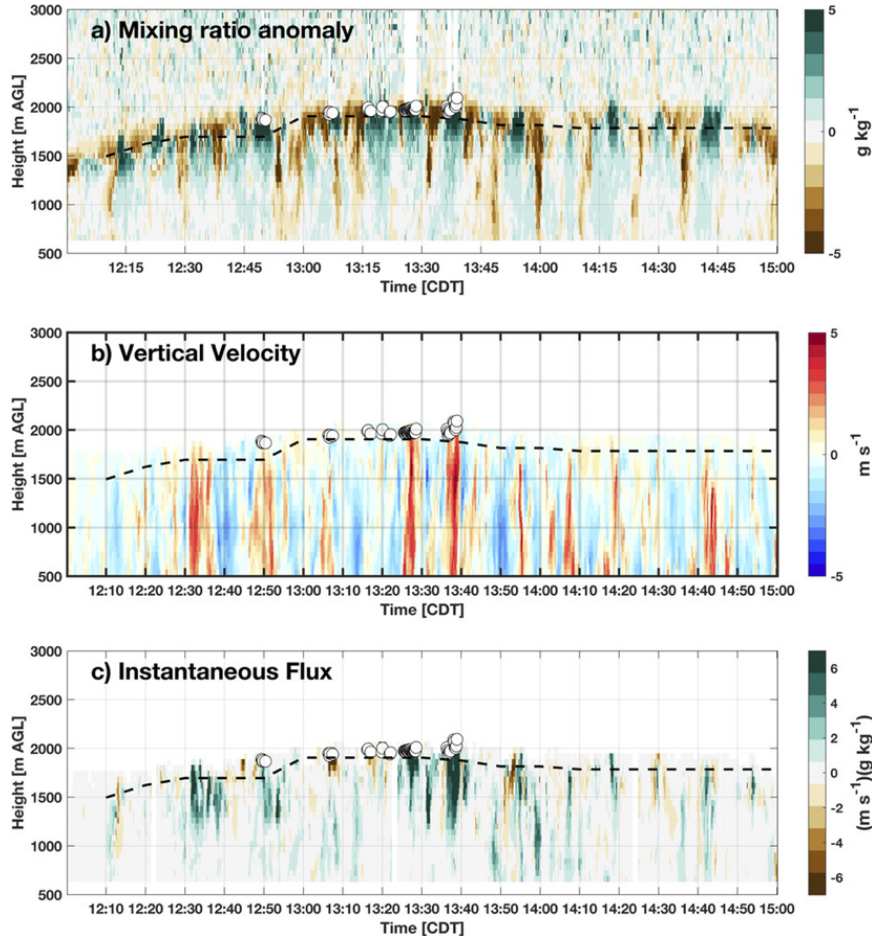 a) Mixing ratio anomaly
3000
2500
2000
1500
1000
500
Height [m AGL]
12:15 12:30 12:45 13:00 13:15 13:30 13:45 14:00 14:15 14:30 14:45 15:00
Time [CDT]
5
0
-5
g kg-1
b) Vertical Velocity
3000
2500
2000
1500
1000
500
Height [m AGL]
12:10 12:20 12:30 12:40 12:50 13:00 13:10 13:20 13:30 13:40 13:50 14:00 14:10 14:20 14:30 14:40 14:50 15:00
Time [CDT]
5
0
-5
m s-1
c) Instantaneous Flux
3000
2500
2000
1500
1000
500
Height [m AGL]
12:10 12:20 12:30 12:40 12:50 13:00 13:10 13:20 13:30 13:40 13:50 14:00 14:10 14:20 14:30 14:40 14:50 15:00
Time [CDT]
6
4
2
0
-2
-4
-6
(m s-1)(g kg-1)